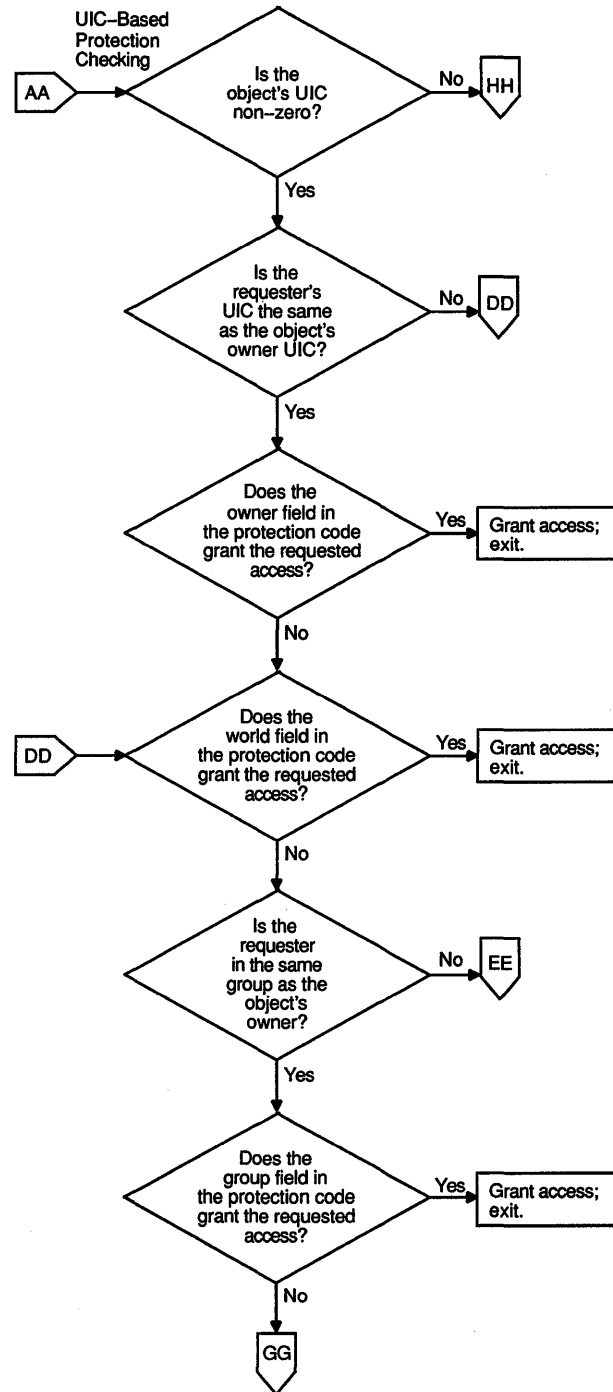 UIC–Based
Protection
Checking
AA
Is the
object's UIC
non–zero?
No
HH
Yes
Is the
requester's
UIC the same
as the object's
owner UIC?
No
DD
Yes
Does the
owner field in
the protection code
grant the requested
access?
Yes
Grant access;
exit.
No
DD
Does the
world field in
the protection code
grant the requested
access?
Yes
Grant access;
exit.
No
Is the
requester
in the same
group as the
object's
owner?
No
EE
Yes
Does the
group field in
the protection code
grant the requested
access?
Yes
Grant access;
exit.
No
GG